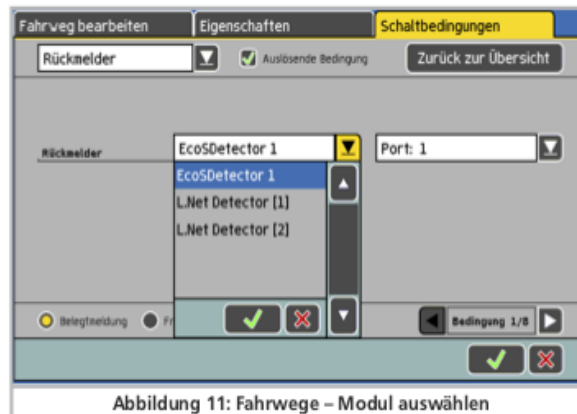 Fahrweg bearbeiten Eigenschaften Schaltbedingungen
Rückmelder Auslösende Bedingung Zurück zur Übersicht
Rückmelder EcoSDetector 1 Port: 1
EcoSDetector 1
L.Net Detector [1]
L.Net Detector [2]
Belegtmeldung Fr Bedingung 1/8
Abbildung 11: Fahrwege – Modul auswählen